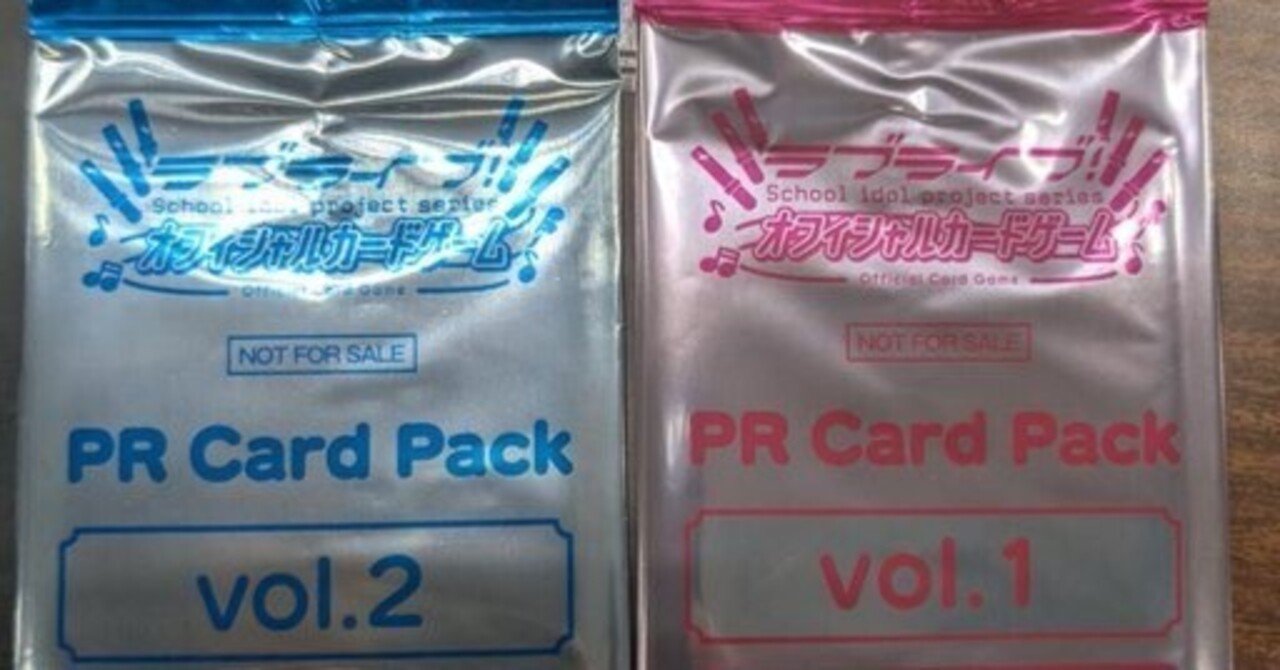 ラブライブ!
School idol project series
オフィシャルカードゲーム
Official Card Game
NOT FOR SALE
PR Card Pack
vol.2
ラブライブ!
School idol project series
オフィシャルカードゲーム
Official Card Game
NOT FOR SALE
PR Card Pack
vol.1